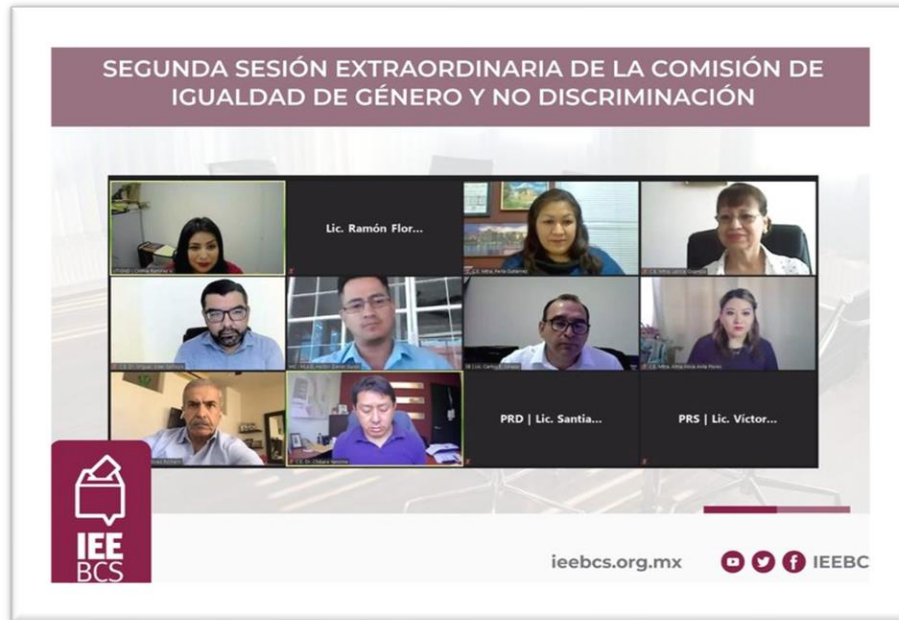 SEGUNDA SESIÓN EXTRAORDINARIA DE LA COMISIÓN DE
IGUALDAD DE GÉNERO Y NO DISCRIMINACIÓN
Lic. Ramón Flor...
PRD | Lic. Santia...
PRS | Lic. Víctor...
IEE
BCS
ieebcs.org.mx
IEEBC